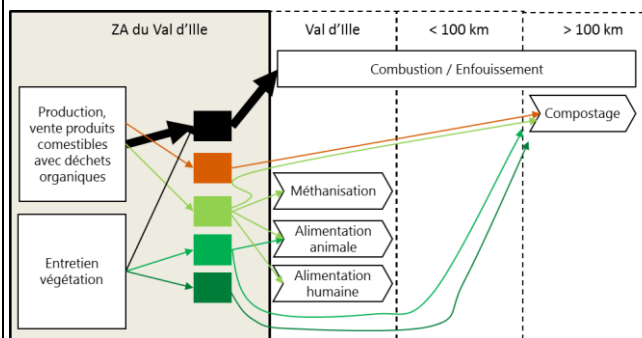 ZA du Val d'Ille
Val d'Ille
< 100 km
> 100 km
Combustion / Enfouissement
Production,
vente produits
comestibles
avec déchets
organiques
Compostage
Méthanisation
Alimentation
animale
Entretien
végétation
Alimentation
humaine